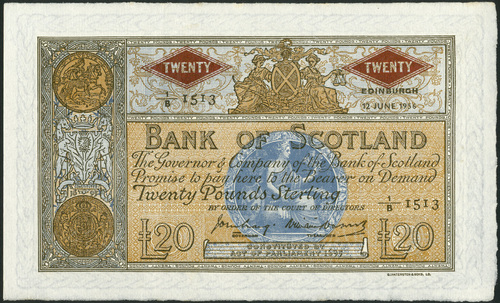 TWENTY TWENTY
1/B 1513 EDINBURGH
12 JUNE 1956
BANK OF SCOTLAND
The Governor & Company of the Bank of Scotland
Promise to pay here to the Bearer on Demand
Twenty Pounds Sterling
BY ORDER OF THE COURT OF DIRECTORS 1/B 1513
£20 £20
CONSTITUTED BY
ACT OF PARLIAMENT 1695